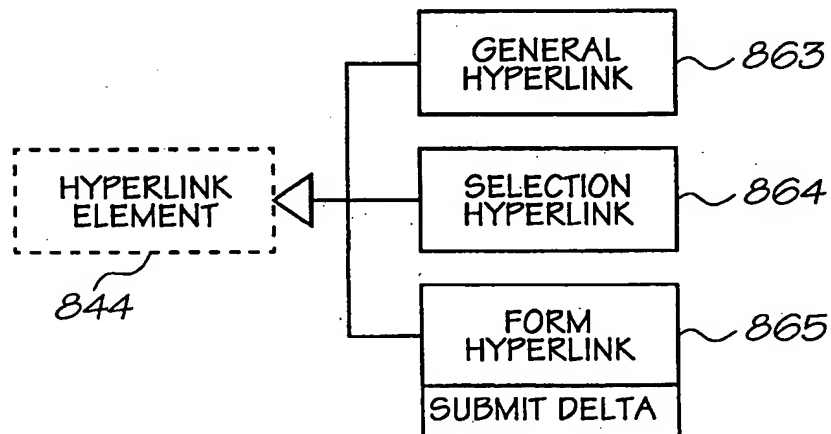 GENERAL
HYPERLINK
863
HYPERLINK
ELEMENT
844
SELECTION
HYPERLINK
864
FORM
HYPERLINK
865
SUBMIT DELTA